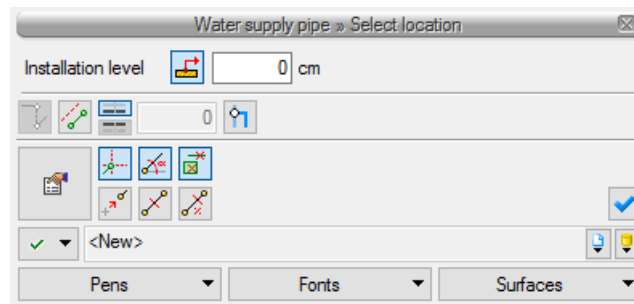 Water supply pipe » Select location
Installation level 0 cm
0
<New>
Pens Fonts Surfaces